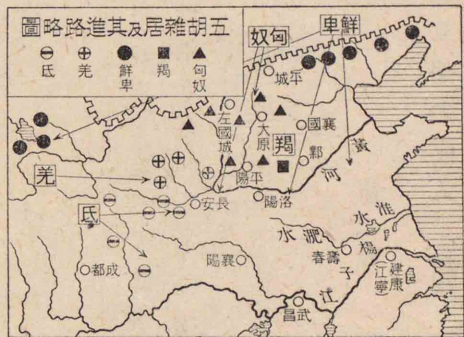 五胡雜居及其進路略圖
匈奴
羯
鮮卑
羌
氐
匈奴
鮮卑
平城
左國城
太原
襄國
羯
鄴
黃河
平陽
羌
長安
洛陽
氐
淮水
淝水
壽春
揚子江
成都
襄陽
建康
(江寧)
武昌